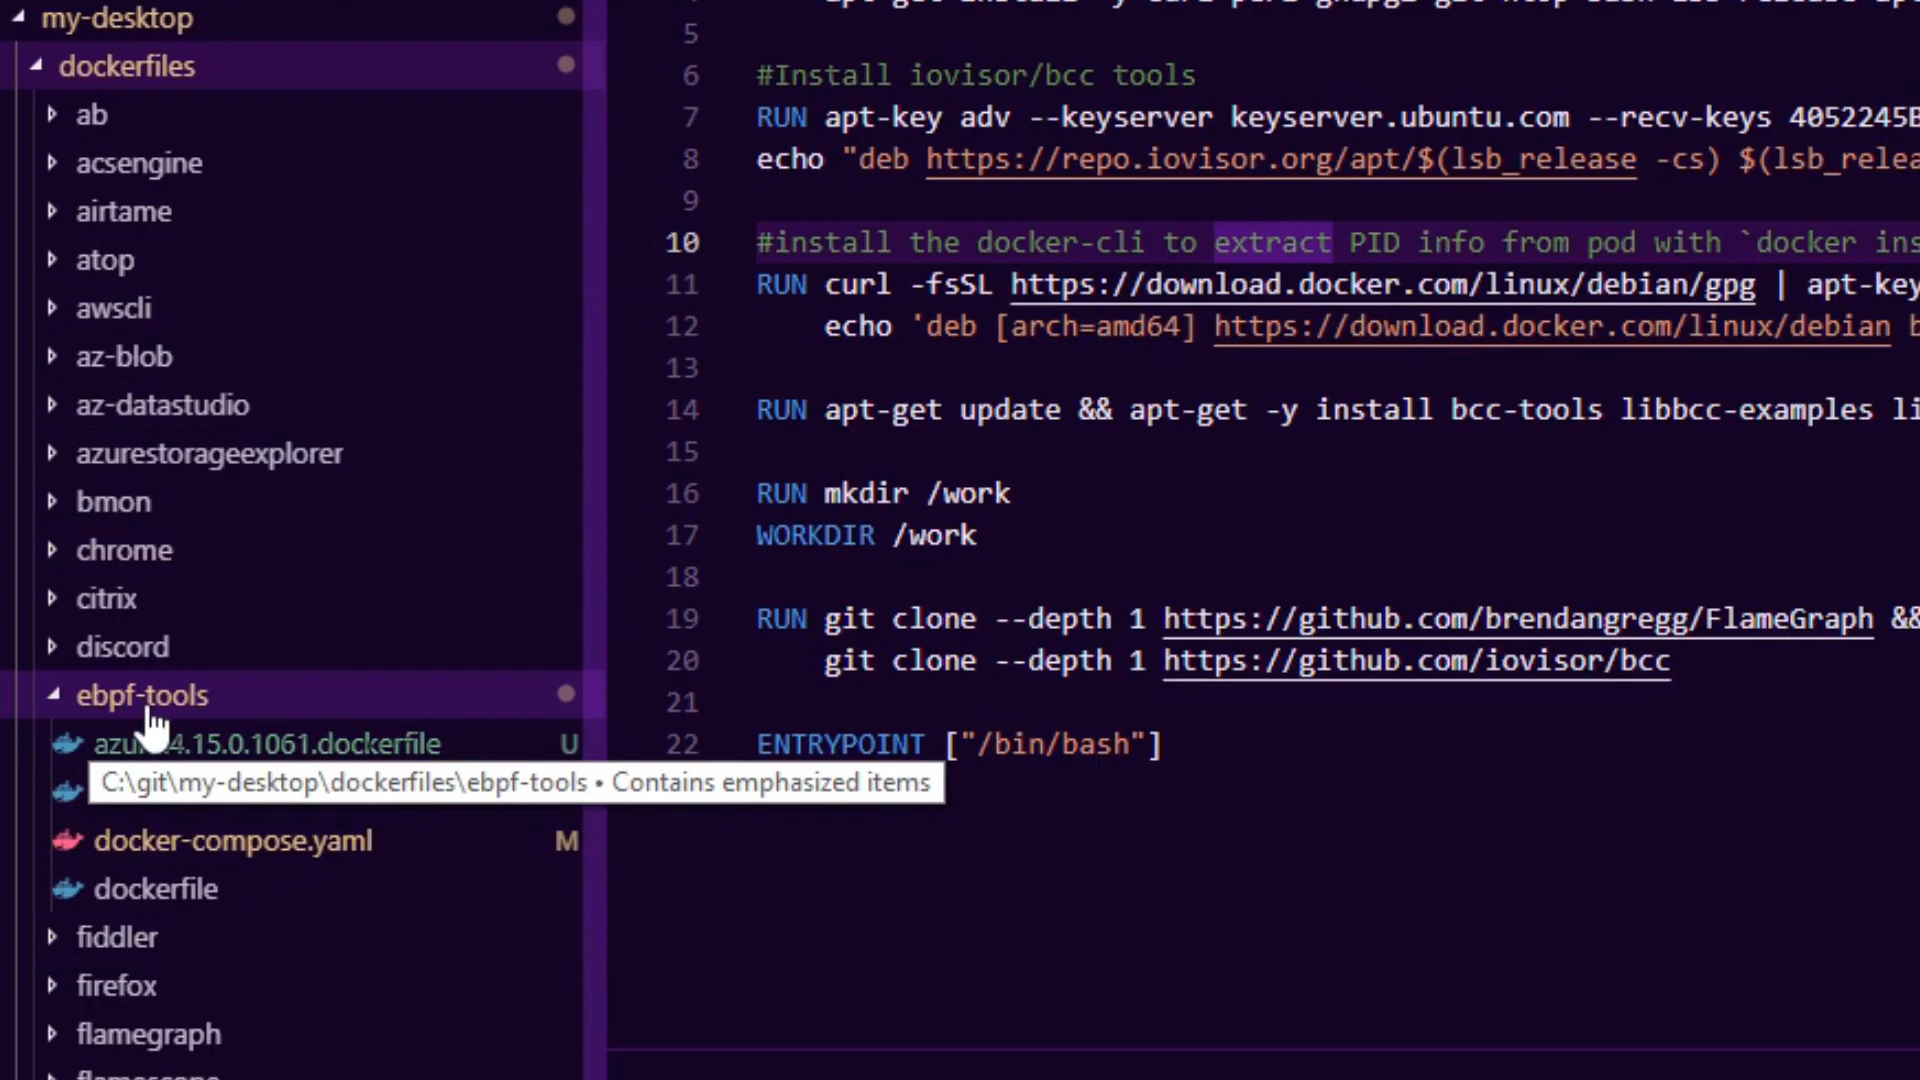 my-desktop
dockerfiles
ab
acsengine
airtame
atop
awscli
az-blob
az-datastudio
azurestorageexplorer
bmon
chrome
citrix
discord
ebpf-tools
4.15.0.1061.dockerfile U
C:\git\my-desktop\dockerfiles\ebpf-tools • Contains emphasized items
docker-compose.yaml M
dockerfile
fiddler
firefox
flamegraph
5
6 #Install iovisor/bcc tools
7 RUN apt-key adv --keyserver keyserver.ubuntu.com --recv-keys 4052245B
8 echo "deb https://repo.iovisor.org/apt/$(lsb_release -cs) $(lsb_relea
9
10 #install the docker-cli to extract PID info from pod with `docker ins
11 RUN curl -fsSL https://download.docker.com/linux/debian/gpg | apt-key
12 echo 'deb [arch=amd64] https://download.docker.com/linux/debian b
13
14 RUN apt-get update && apt-get -y install bcc-tools libbcc-examples li
15
16 RUN mkdir /work
17 WORKDIR /work
18
19 RUN git clone --depth 1 https://github.com/brendangregg/FlameGraph &&
20 git clone --depth 1 https://github.com/iovisor/bcc
21
22 ENTRYPOINT ["/bin/bash"]